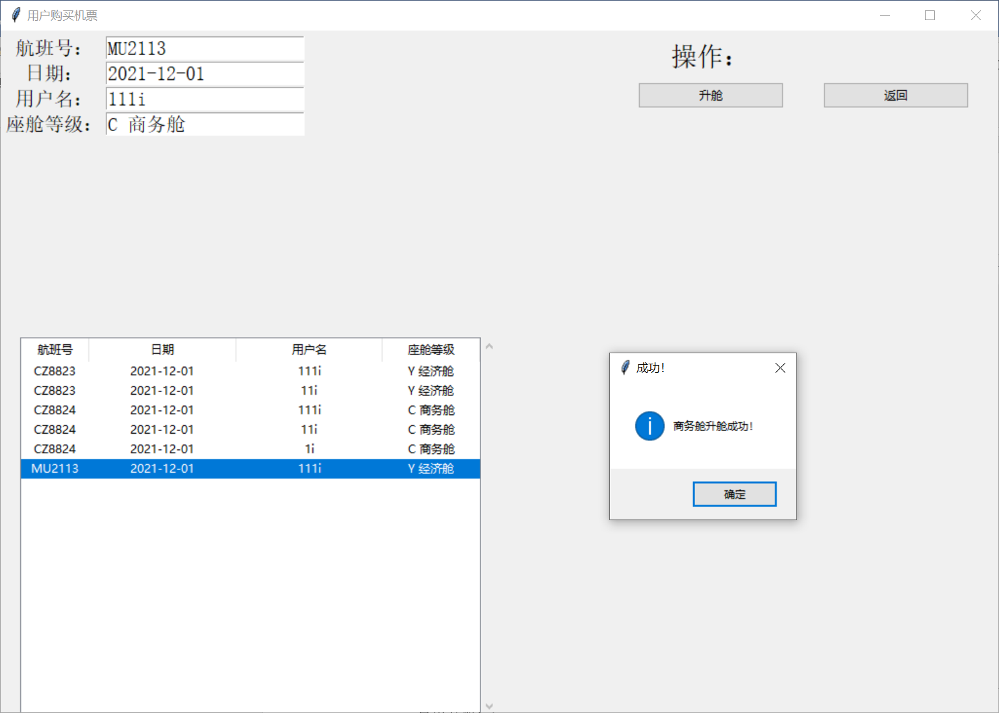 用户购买机票
航班号： MU2113
日期： 2021-12-01
用户名： 111i
座舱等级： C 商务舱
操作：
升舱 返回
航班号 日期 用户名 座舱等级
CZ8823 2021-12-01 111i Y 经济舱
CZ8823 2021-12-01 11i Y 经济舱
CZ8824 2021-12-01 111i C 商务舱
CZ8824 2021-12-01 11i C 商务舱
CZ8824 2021-12-01 1i C 商务舱
MU2113 2021-12-01 111i Y 经济舱
成功！
商务舱升舱成功！
确定